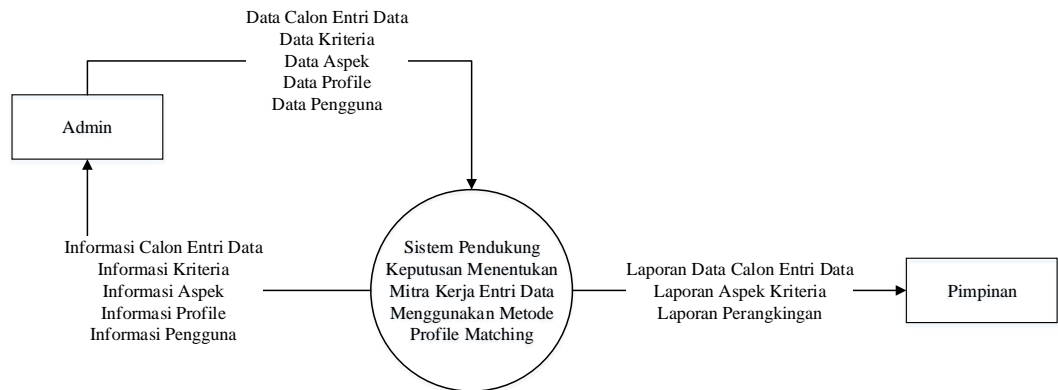 Data Calon Entri Data
Data Kriteria
Data Aspek
Data Profile
Data Pengguna
Admin
Informasi Calon Entri Data
Informasi Kriteria
Informasi Aspek
Informasi Profile
Informasi Pengguna
Sistem Pendukung
Keputusan Menentukan
Mitra Kerja Entri Data
Menggunakan Metode
Profile Matching
Laporan Data Calon Entri Data
Laporan Aspek Kriteria
Laporan Perangkingan
Pimpinan